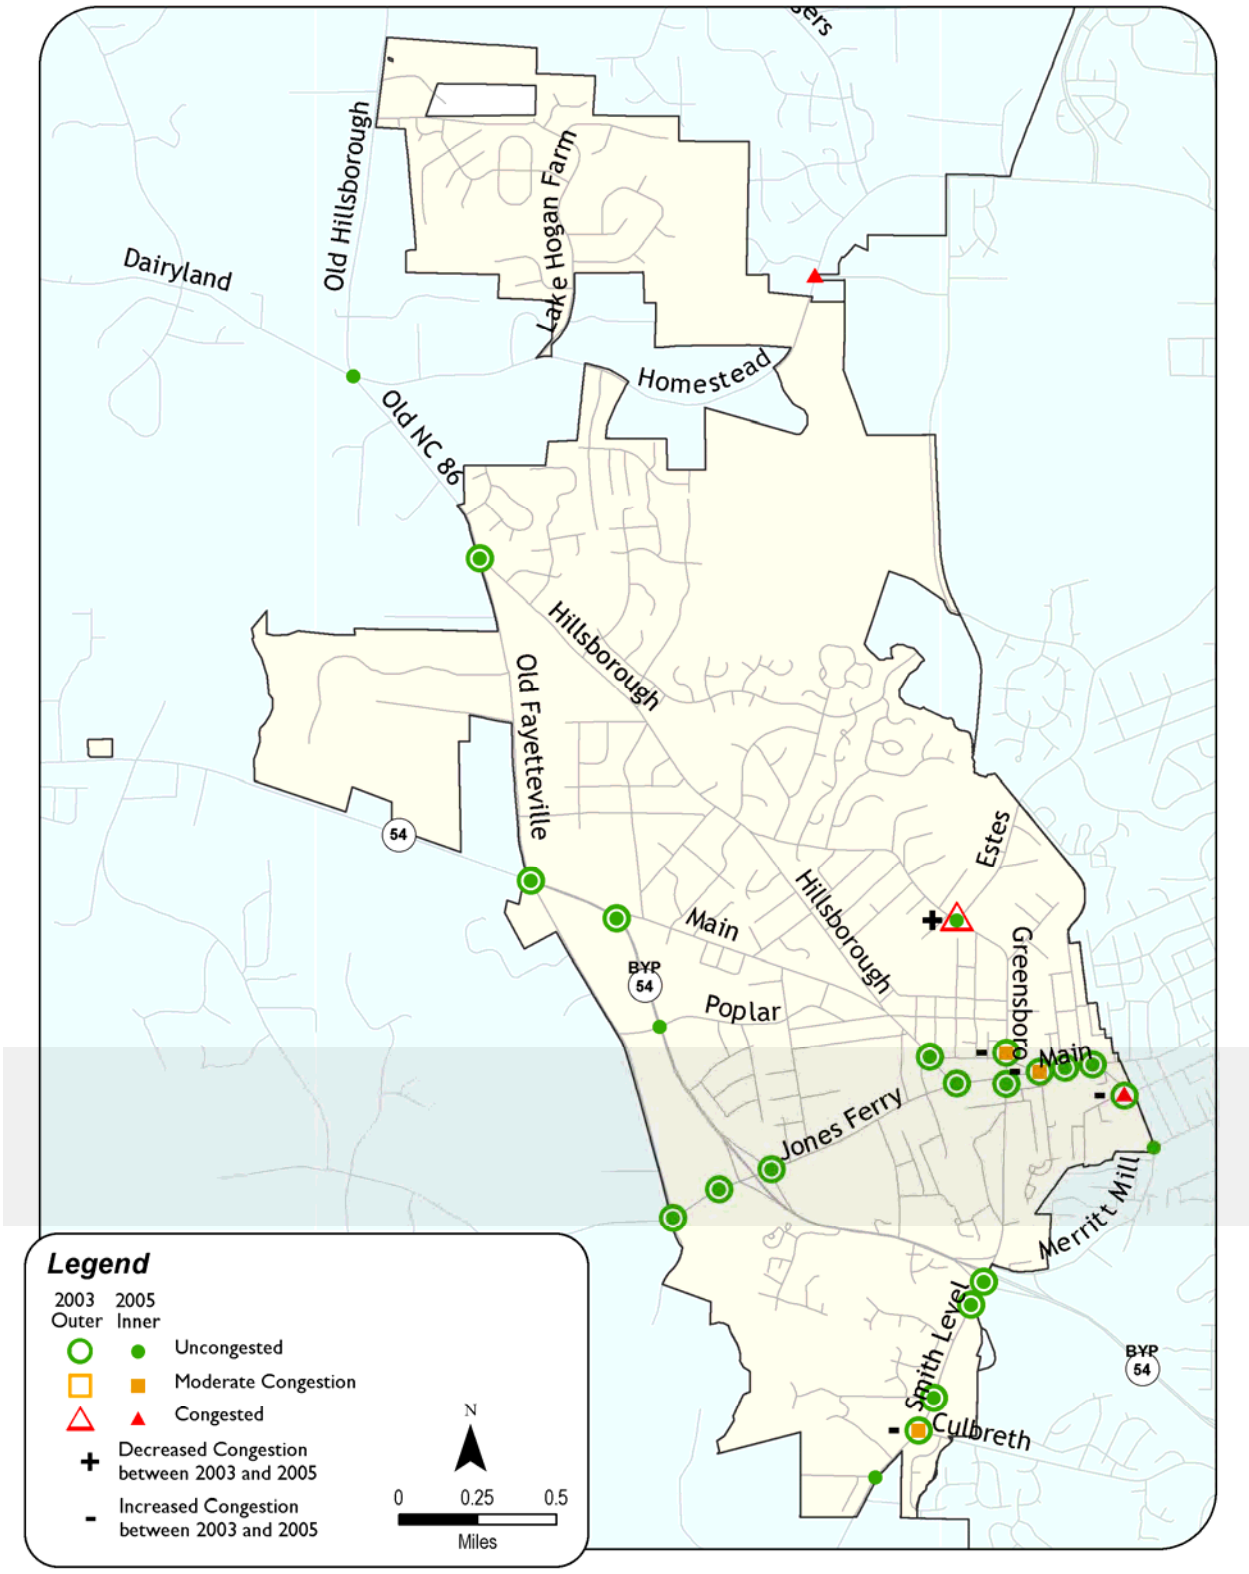 Old Hillsborough
Lake Hogan Farm
Dairyland
Homestead
Old NC 86
Hillsborough
Old Fayetteville
54
Estes
Hillsborough
Main
Greensboro
BYP
54
Poplar
Main
Jones Ferry
Merritt Mill
Smith Level
BYP
54
Culbreth
Legend
2003 2005
Outer Inner
Uncongested
Moderate Congestion
Congested
+ Decreased Congestion
between 2003 and 2005
- Increased Congestion
between 2003 and 2005
N
0 0.25 0.5
Miles